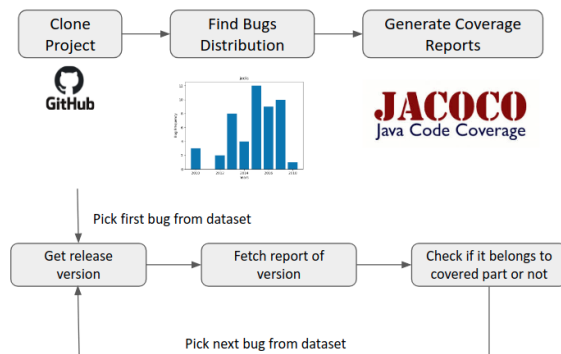 Clone
Project
Find Bugs
Distribution
Generate Coverage
Reports
GitHub
JACOCO
Java Code Coverage
Pick first bug from dataset
Get release
version
Fetch report of
version
Check if it belongs to
covered part or not
Pick next bug from dataset